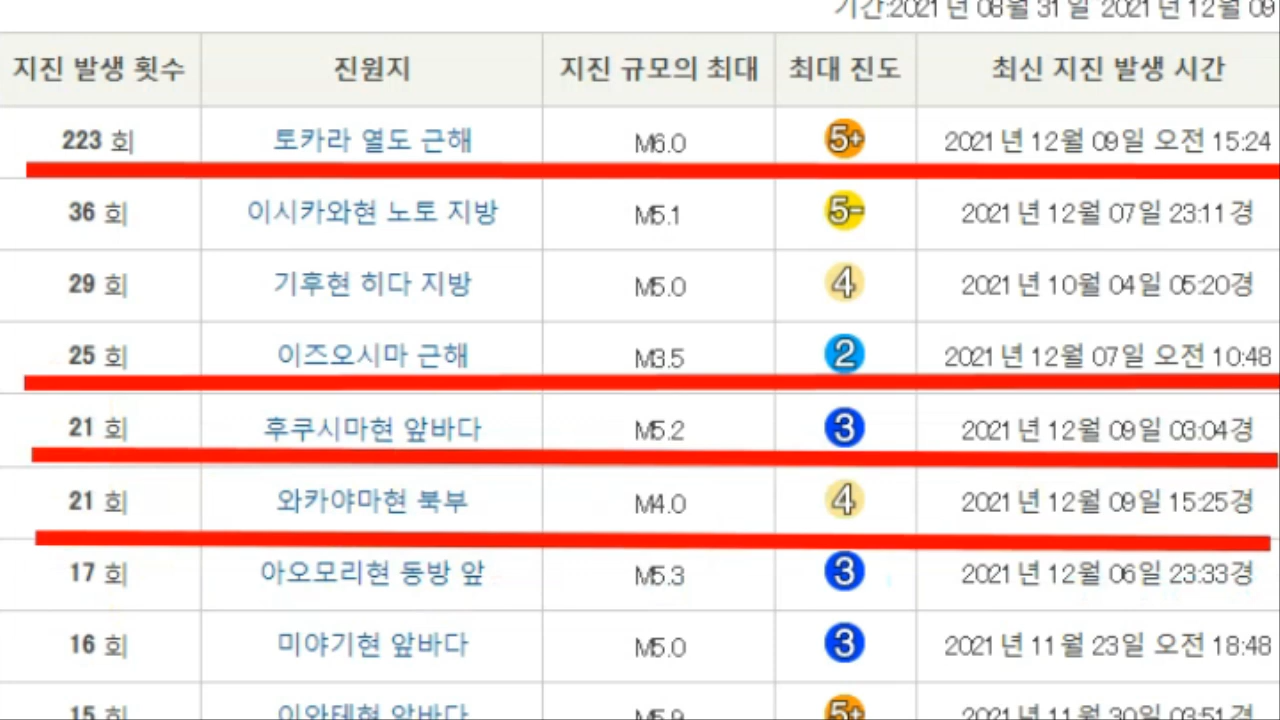 기간:2021 년 08월 31 일 2021 년 12월 09
지진 발생 횟수 진원지 지진 규모의 최대 최대 진도 최신 지진 발생 시간
223 회 토카라 열도 근해 M6.0 5+ 2021 년 12월 09일 오전 15:24
36 회 이시카와현 노토 지방 M5.1 5- 2021 년 12월 07일 23:11 경
29 회 기후현 히다 지방 M5.0 4 2021 년 10월 04일 05:20경
25 회 이즈오시마 근해 M3.5 2 2021 년 12월 07일 오전 10:48
21 회 후쿠시마현 앞바다 M5.2 3 2021 년 12월 09일 03:04경
21 회 와카야마현 북부 M4.0 4 2021 년 12월 09일 15:25경
17 회 아오모리현 동방 앞 M5.3 3 2021 년 12월 06일 23:33경
16 회 미야기현 앞바다 M5.0 3 2021 년 11월 23일 오전 18:48
15 회 이와테현 앞바다 M5.9 5+ 2021 년 11월 30일 03:51경